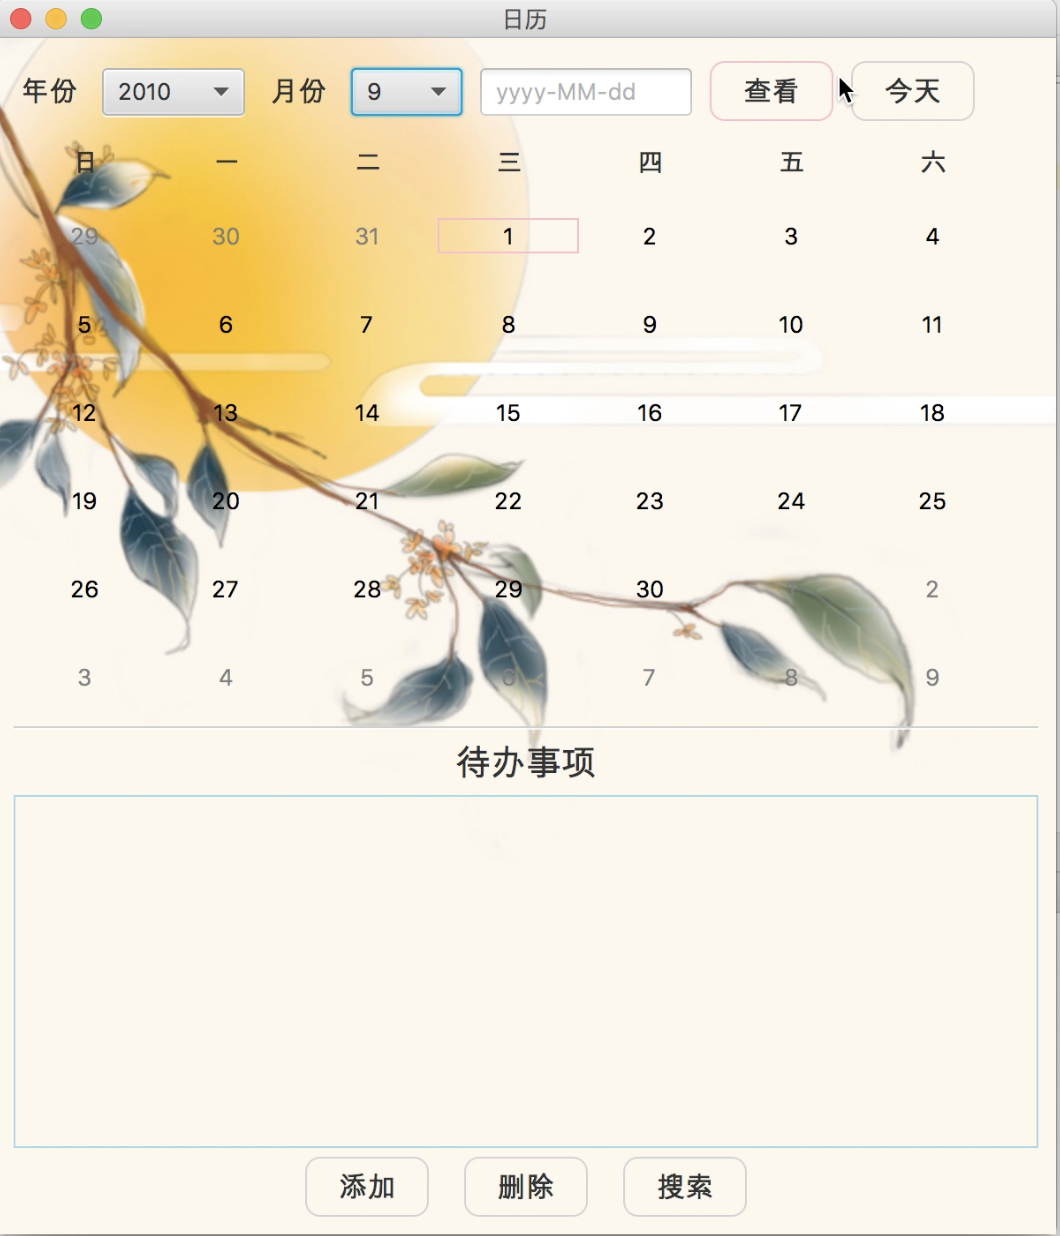 日历
年份 2010 月份 9 yyyy-MM-dd 查看 今天
日 一 二 三 四 五 六
29 30 31 1 2 3 4
5 6 7 8 9 10 11
12 13 14 15 16 17 18
19 20 21 22 23 24 25
26 27 28 29 30 2
3 4 5 6 7 8 9
待办事项
添加 删除 搜索